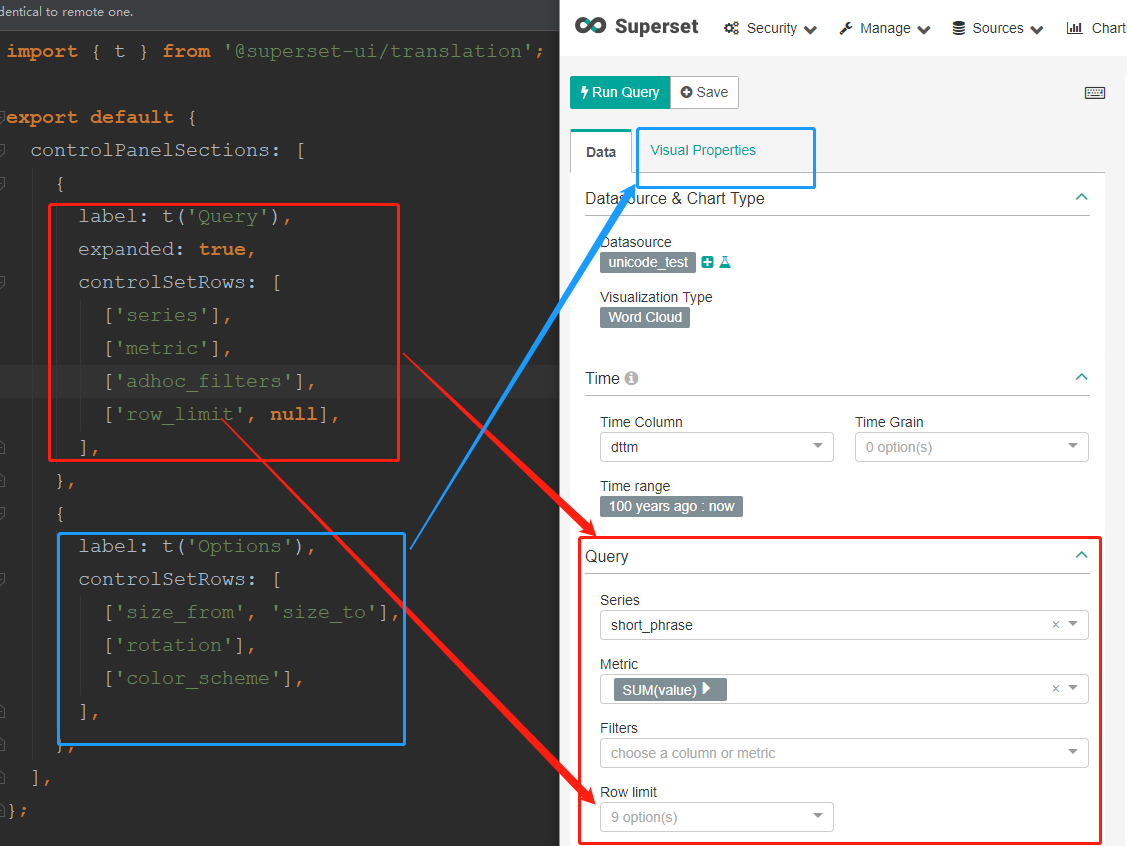 dentical to remote one.
import { t } from '@superset-ui/translation';
export default {
controlPanelSections: [
{
label: t('Query'),
expanded: true,
controlSetRows: [
['series'],
['metric'],
['adhoc_filters'],
['row_limit', null],
],
},
{
label: t('Options'),
controlSetRows: [
['size_from', 'size_to'],
['rotation'],
['color_scheme'],
],
},
],
};
Superset Security Manage Sources Chart
Run Query Save
Data Visual Properties
Datasource & Chart Type
Datasource
unicode_test
Visualization Type
Word Cloud
Time
Time Column Time Grain
dttm 0 option(s)
Time range
100 years ago : now
Query
Series
short_phrase
Metric
SUM(value)
Filters
choose a column or metric
Row limit
9 option(s)